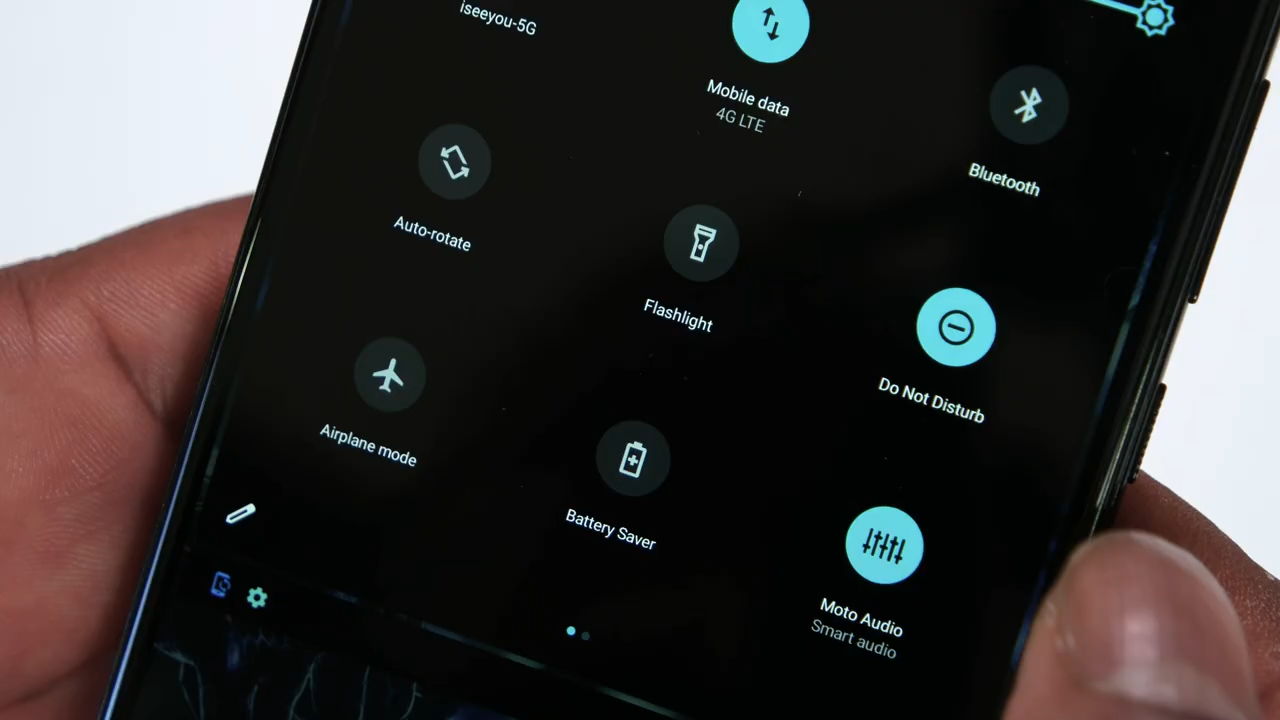 iseeyou-5G
Mobile data
4G LTE
Bluetooth
Auto-rotate
Flashlight
Do Not Disturb
Airplane mode
Battery Saver
Moto Audio
Smart audio